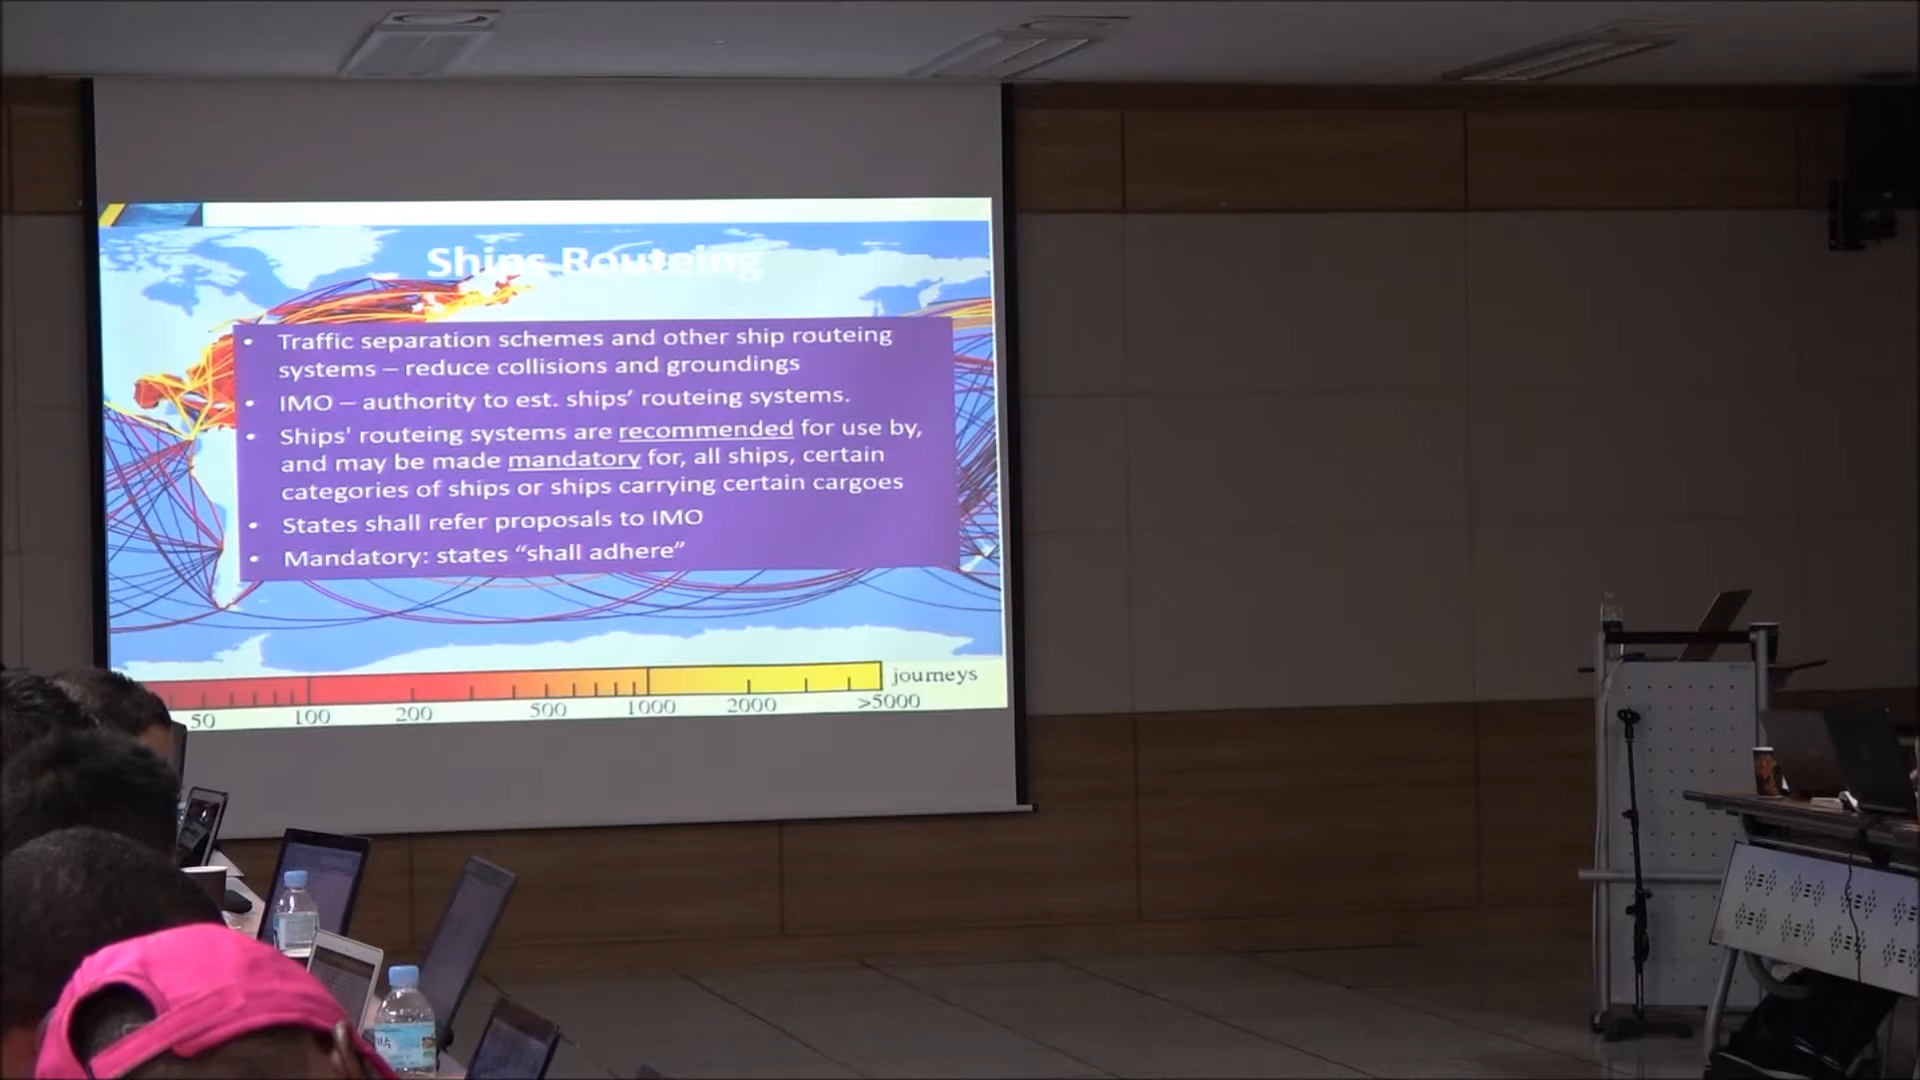 Ships Routeing
• Traffic separation schemes and other ship routeing
systems – reduce collisions and groundings
• IMO – authority to est. ships’ routeing systems.
• Ships' routeing systems are recommended for use by,
and may be made mandatory for, all ships, certain
categories of ships or ships carrying certain cargoes
• States shall refer proposals to IMO
• Mandatory: states “shall adhere”
journeys
50 100 200 500 1000 2000 >5000